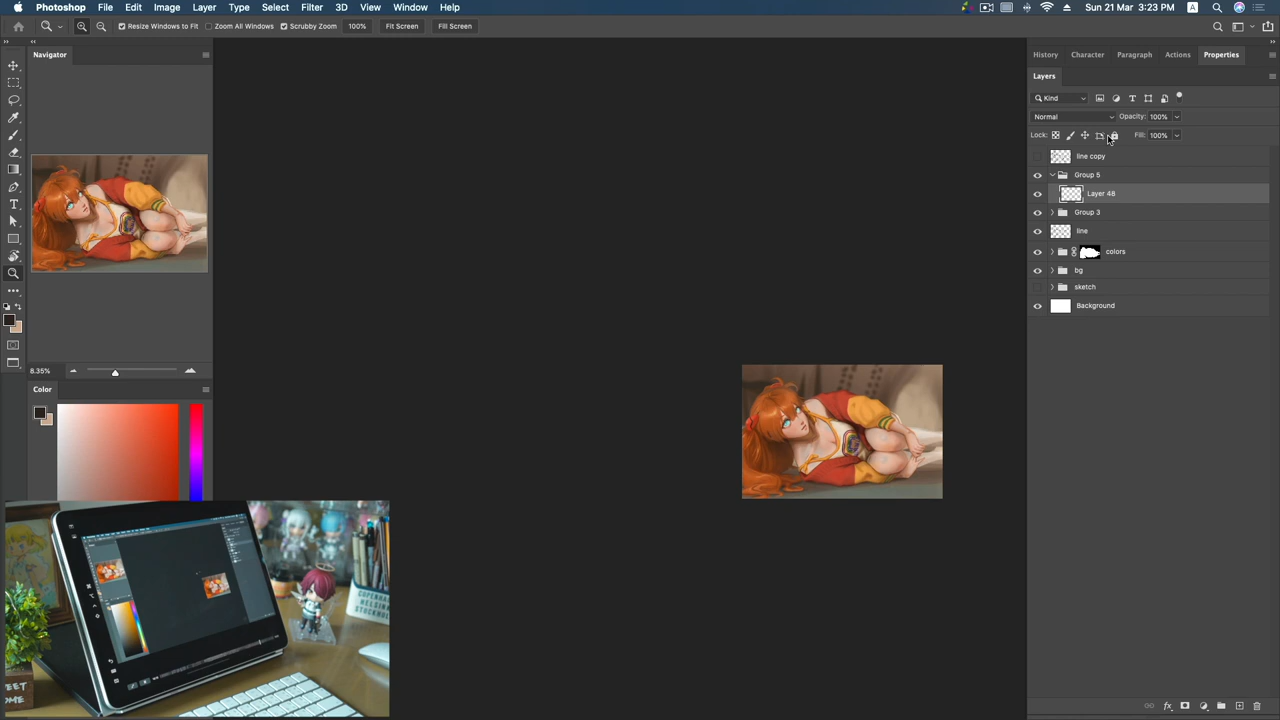 Photoshop File Edit Image Layer Type Select Filter 3D View Window Help Sun 21 Mar 3:23 PM A
Resize Windows to Fit Zoom All Windows Scrubby Zoom 100% Fit Screen Fill Screen
Navigator
8.35%
Color
History Character Paragraph Actions Properties
Layers
Kind
Normal Opacity: 100%
Lock: Fill: 100%
line copy
Group 5
Layer 48
Group 3
line
colors
bg
sketch
Background
COPENHAGEN
HELSINKI
STOCKHOLM